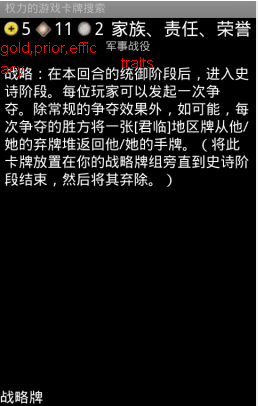 权力的游戏卡牌搜索
5 11 2 家族、责任、荣誉
军事战役
gold,prior,effic
traits
战略：在本回合的统御阶段后，进入史
诗阶段。每位玩家可以发起一次争
夺。除常规的争夺效果外，如可能，每
次争夺的胜方将一张[君临]地区牌从他/
她的弃牌堆返回他/她的手牌。（将此
卡牌放置在你的战略牌组旁直到史诗阶
段结束，然后将其弃除。）
战略牌